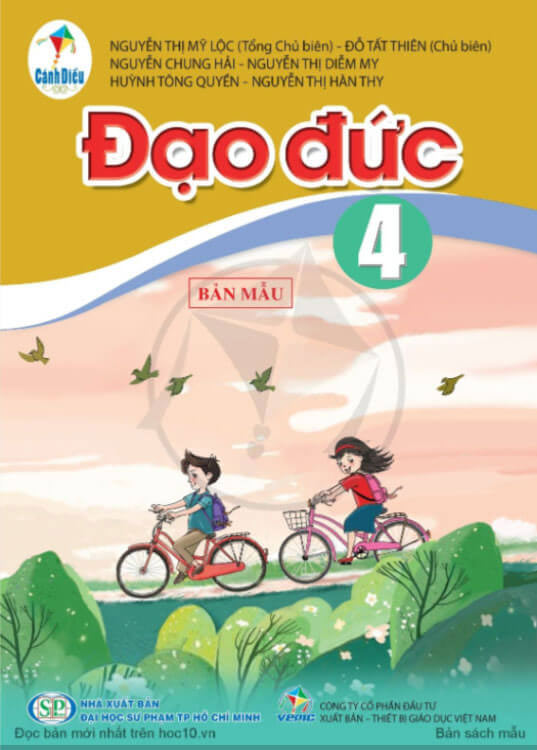 Cánh Diều
NGUYỄN THỊ MỸ LỘC (Tổng Chủ biên) - ĐỖ TẤT THIÊN (Chủ biên)
NGUYỄN CHUNG HẢI - NGUYỄN THỊ DIỄM MY
HUỲNH TÔNG QUYỀN - NGUYỄN THỊ HÀN THY
Đạo đức
4
BẢN MẪU
SP
NHÀ XUẤT BẢN
ĐẠI HỌC SƯ PHẠM TP HỒ CHÍ MINH
VEPIC
CÔNG TY CỔ PHẦN ĐẦU TƯ
XUẤT BẢN - THIẾT BỊ GIÁO DỤC VIỆT NAM
Đọc bản mới nhất trên hoc10.vn
Bản sách mẫu